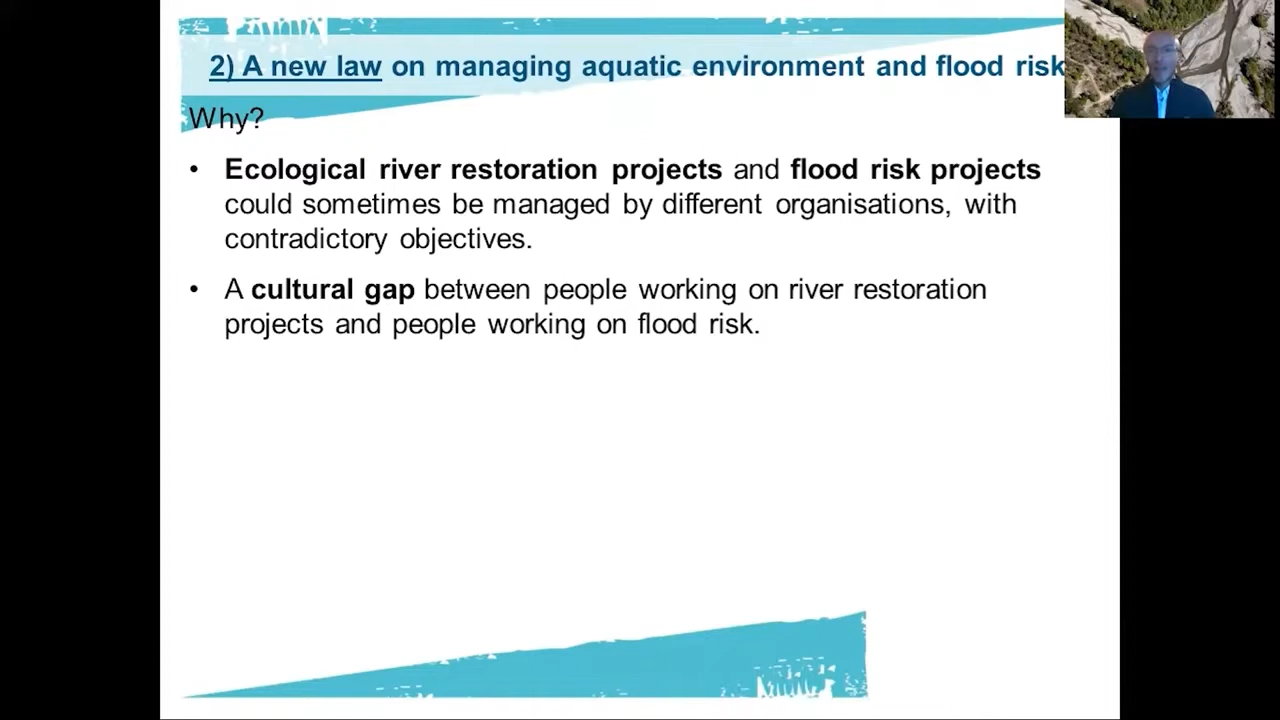 2) A new law on managing aquatic environment and flood risk
Why?
• Ecological river restoration projects and flood risk projects
could sometimes be managed by different organisations, with
contradictory objectives.
• A cultural gap between people working on river restoration
projects and people working on flood risk.